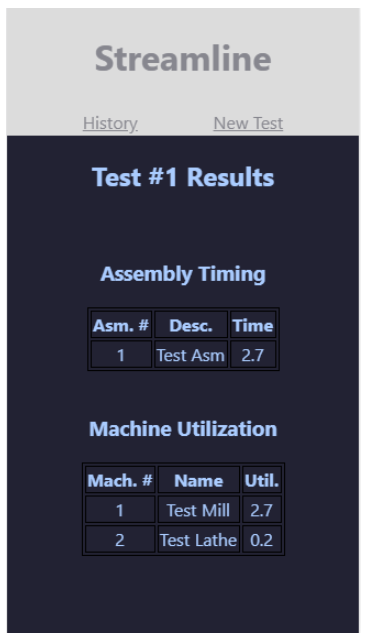 Streamline
History New Test
Test #1 Results
Assembly Timing
Asm. # Desc. Time
1 Test Asm 2.7
Machine Utilization
Mach. # Name Util.
1 Test Mill 2.7
2 Test Lathe 0.2